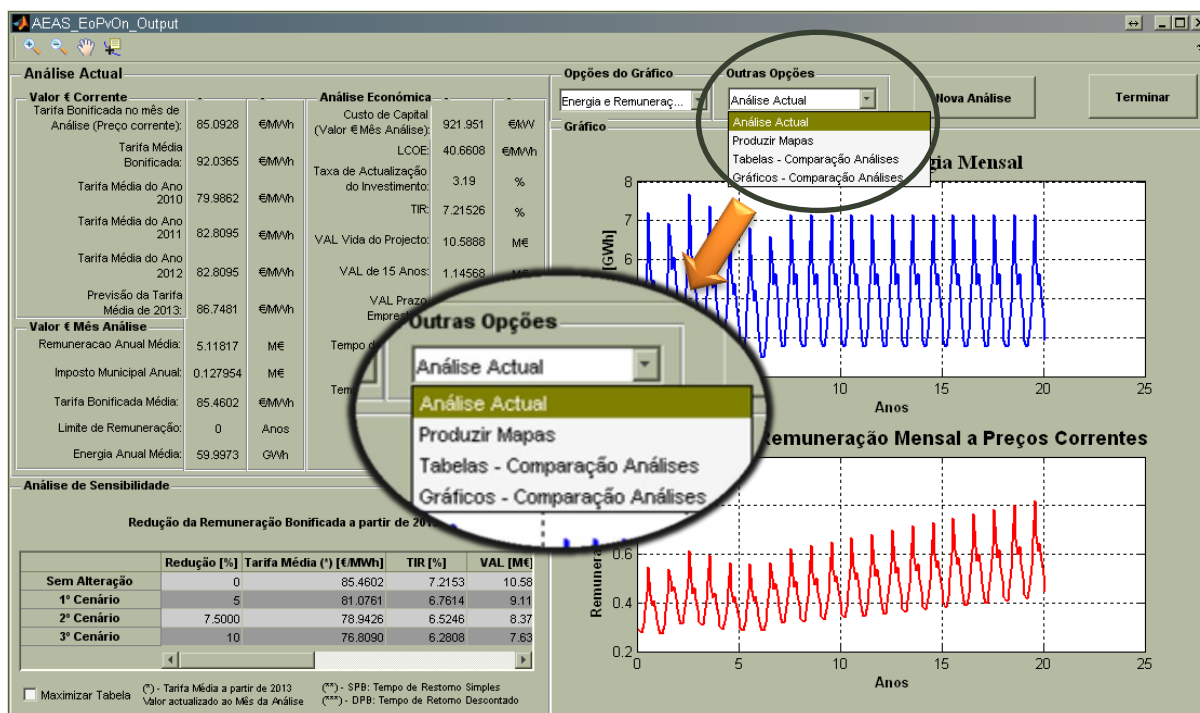 AEAS_EoPvOn_Output
Análise Actual
Valor € Corrente - -
Tarifa Bonificada no mês de
Análise (Preço corrente): 85.0928 €/MWh
Tarifa Média
Bonificada: 92.0365 €/MWh
Tarifa Média do Ano
2010 79.9862 €/MWh
Tarifa Média do Ano
2011 82.8095 €/MWh
Tarifa Média do Ano
2012 82.8095 €/MWh
Previsão da Tarifa
Média de 2013: 86.7481 €/MWh
Valor € Mês Análise
Remuneracao Anual Média: 5.11817 M€
Imposto Municipal Anual: 0.127954 M€
Tarifa Bonificada Média: 85.4602 €/MWh
Limite de Remuneração: 0 Anos
Energia Anual Média: 59.9973 GWh
Análise Económica - -
Custo de Capital
(Valor € Mês Análise): 921.951 €/kW
LCOE: 40.6608 €/MWh
Taxa de Actualização
do Investimento: 3.19 %
TIR: 7.21526 %
VAL Vida do Projecto: 10.5888 M€
VAL de 15 Anos: 1.14568
VAL Prazo
Opções do Gráfico
Energia e Remuneraç...
Outras Opções
Análise Actual
Análise Actual
Produzir Mapas
Tabelas - Comparação Análises
Gráficos - Comparação Análises
Nova Análise
Terminar
Gráfico
Mensal
[GWh]
8
7
6
10 15 20 25
Anos
Outras Opções
Análise Actual
Análise Actual
Produzir Mapas
Tabelas - Comparação Análises
Gráficos - Comparação Análises
Remuneração Mensal a Preços Correntes
0.6
0.4
0.2
0 5 10 15 20 25
Anos
Análise de Sensibilidade
Redução da Remuneração Bonificada a partir de
Redução [%] Tarifa Média (*) [€/MWh] TIR [%] VAL [M€]
Sem Alteração 0 85.4602 7.2153 10.58
1º Cenário 5 81.0761 6.7614 9.11
2º Cenário 7.5000 78.9426 6.5246 8.37
3º Cenário 10 76.8090 6.2808 7.63
Maximizar Tabela
(*) - Tarifa Média a partir de 2013
Valor actualizado ao Mês da Análise
(**) - SPB: Tempo de Restorno Simples
(***) - DPB: Tempo de Retorno Descontado